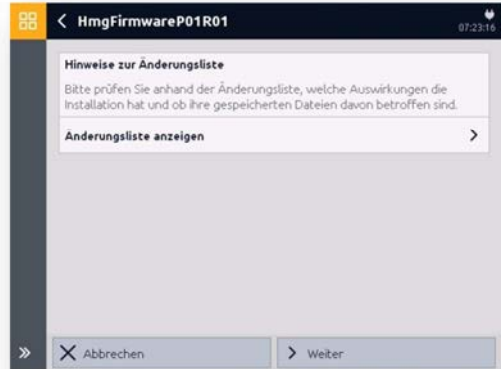 HmgFirmwareP01R01
07:23:16
Hinweise zur Änderungsliste
Bitte prüfen Sie anhand der Änderungsliste, welche Auswirkungen die
Installation hat und ob ihre gespeicherten Dateien davon betroffen sind.
Änderungsliste anzeigen
Abbrechen
Weiter